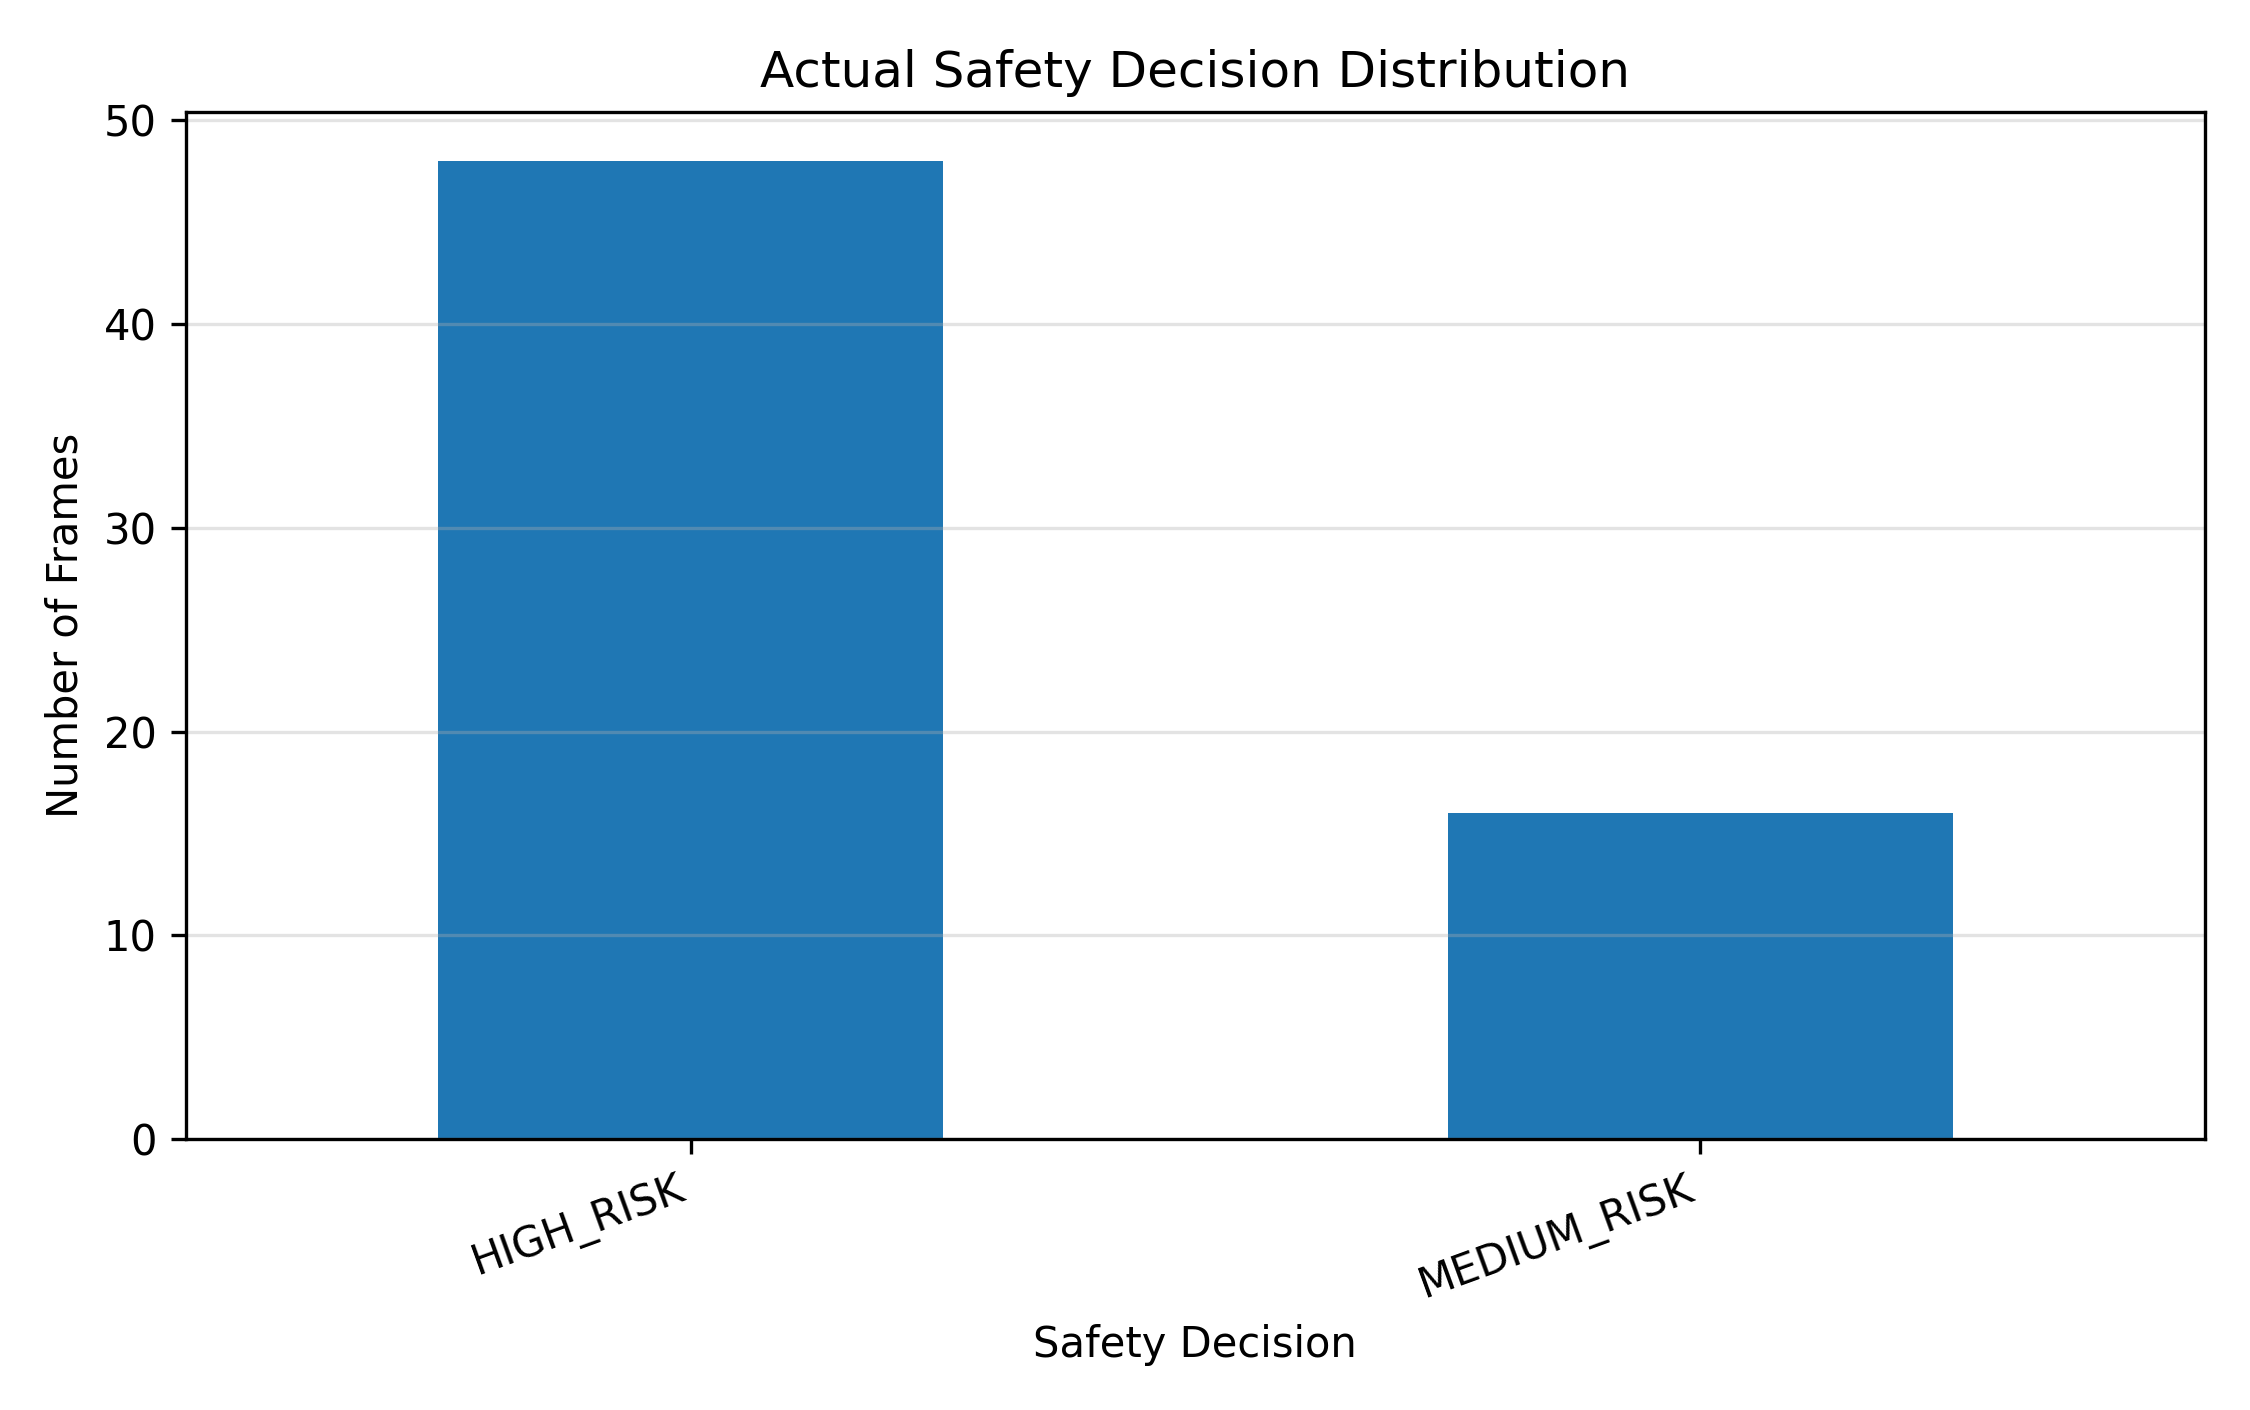 Actual Safety Decision Distribution
50
40
30
20
10
0
Number of Frames
HIGH_RISK
MEDIUM_RISK
Safety Decision